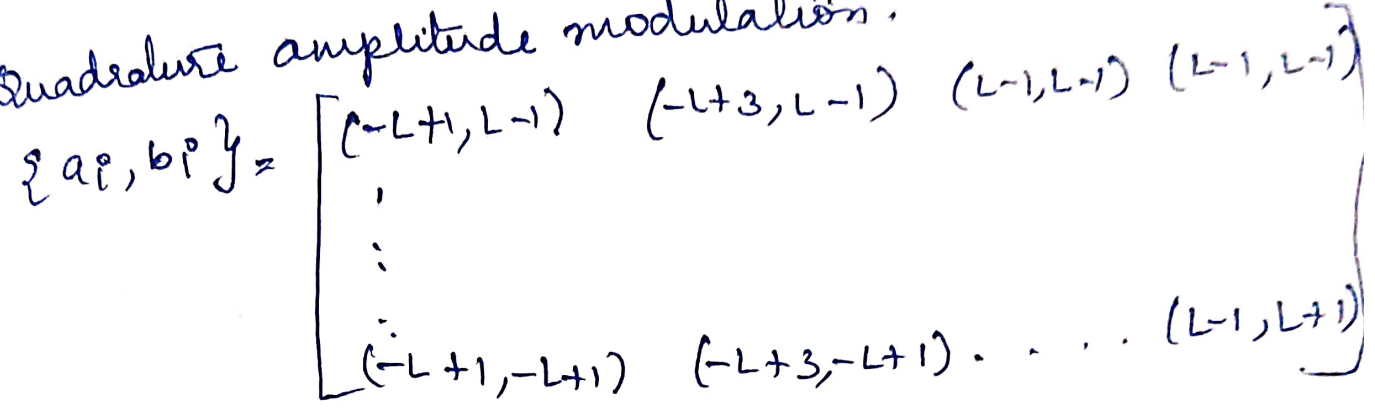 Quadrature amplitude modulation.
{ai, bi} = [(-L+1, L-1) (-L+3, L-1) (L-1, L-1) (L-1, L-1)
⋮
(-L+1, -L+1) (-L+3, -L+1) . . . . (L-1, L+1)]